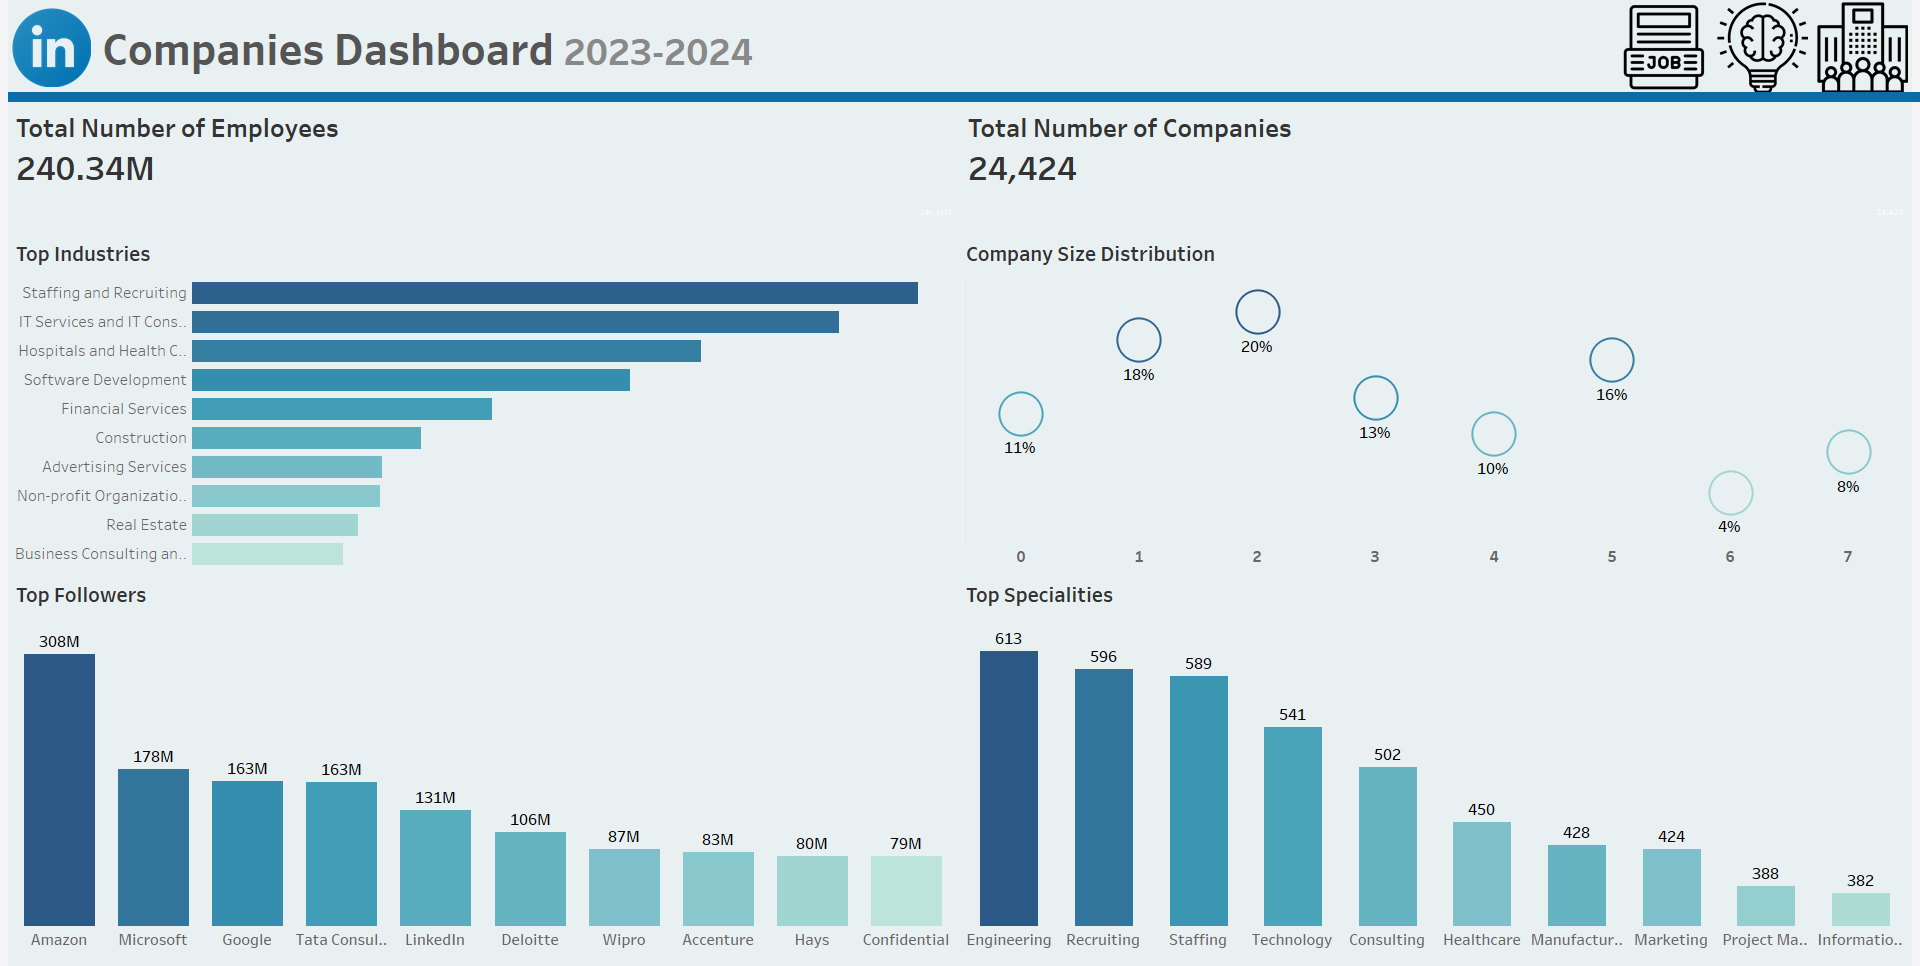 in Companies Dashboard 2023-2024
JOB
Total Number of Employees
240.34M
240.34M
Total Number of Companies
24,424
24,424
Top Industries
Staffing and Recruiting
IT Services and IT Cons..
Hospitals and Health C..
Software Development
Financial Services
Construction
Advertising Services
Non-profit Organizatio..
Real Estate
Business Consulting an..
Company Size Distribution
11%
18%
20%
13%
10%
16%
4%
8%
0 1 2 3 4 5 6 7
Top Followers
308M
178M
163M
163M
131M
106M
87M
83M
80M
79M
Amazon Microsoft Google Tata Consul.. LinkedIn Deloitte Wipro Accenture Hays Confidential
Top Specialities
613
596
589
541
502
450
428
424
388
382
Engineering Recruiting Staffing Technology Consulting Healthcare Manufactur.. Marketing Project Ma.. Informatio..